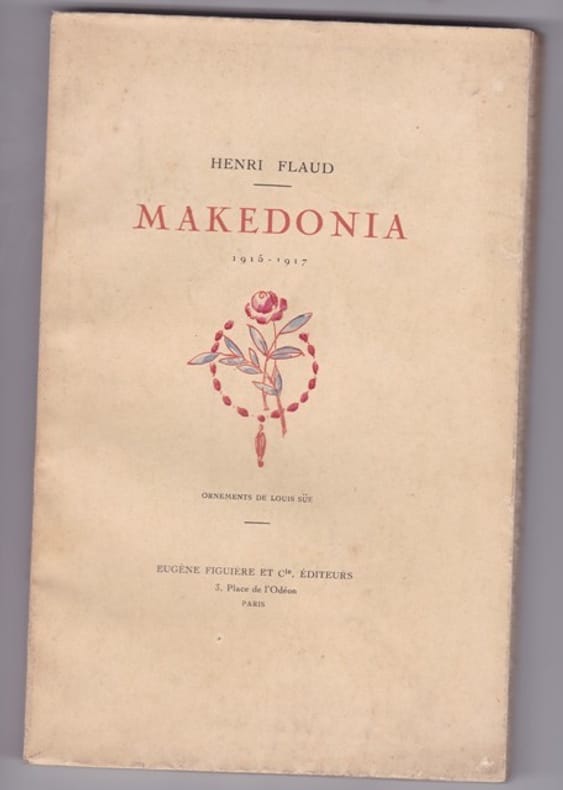 HENRI FLAUD
MAKEDONIA
1915-1917
ORNEMENTS DE LOUIS SÜE
EUGÈNE FIGUIÈRE ET Cie, ÉDITEURS
3, Place de l'Odéon
PARIS